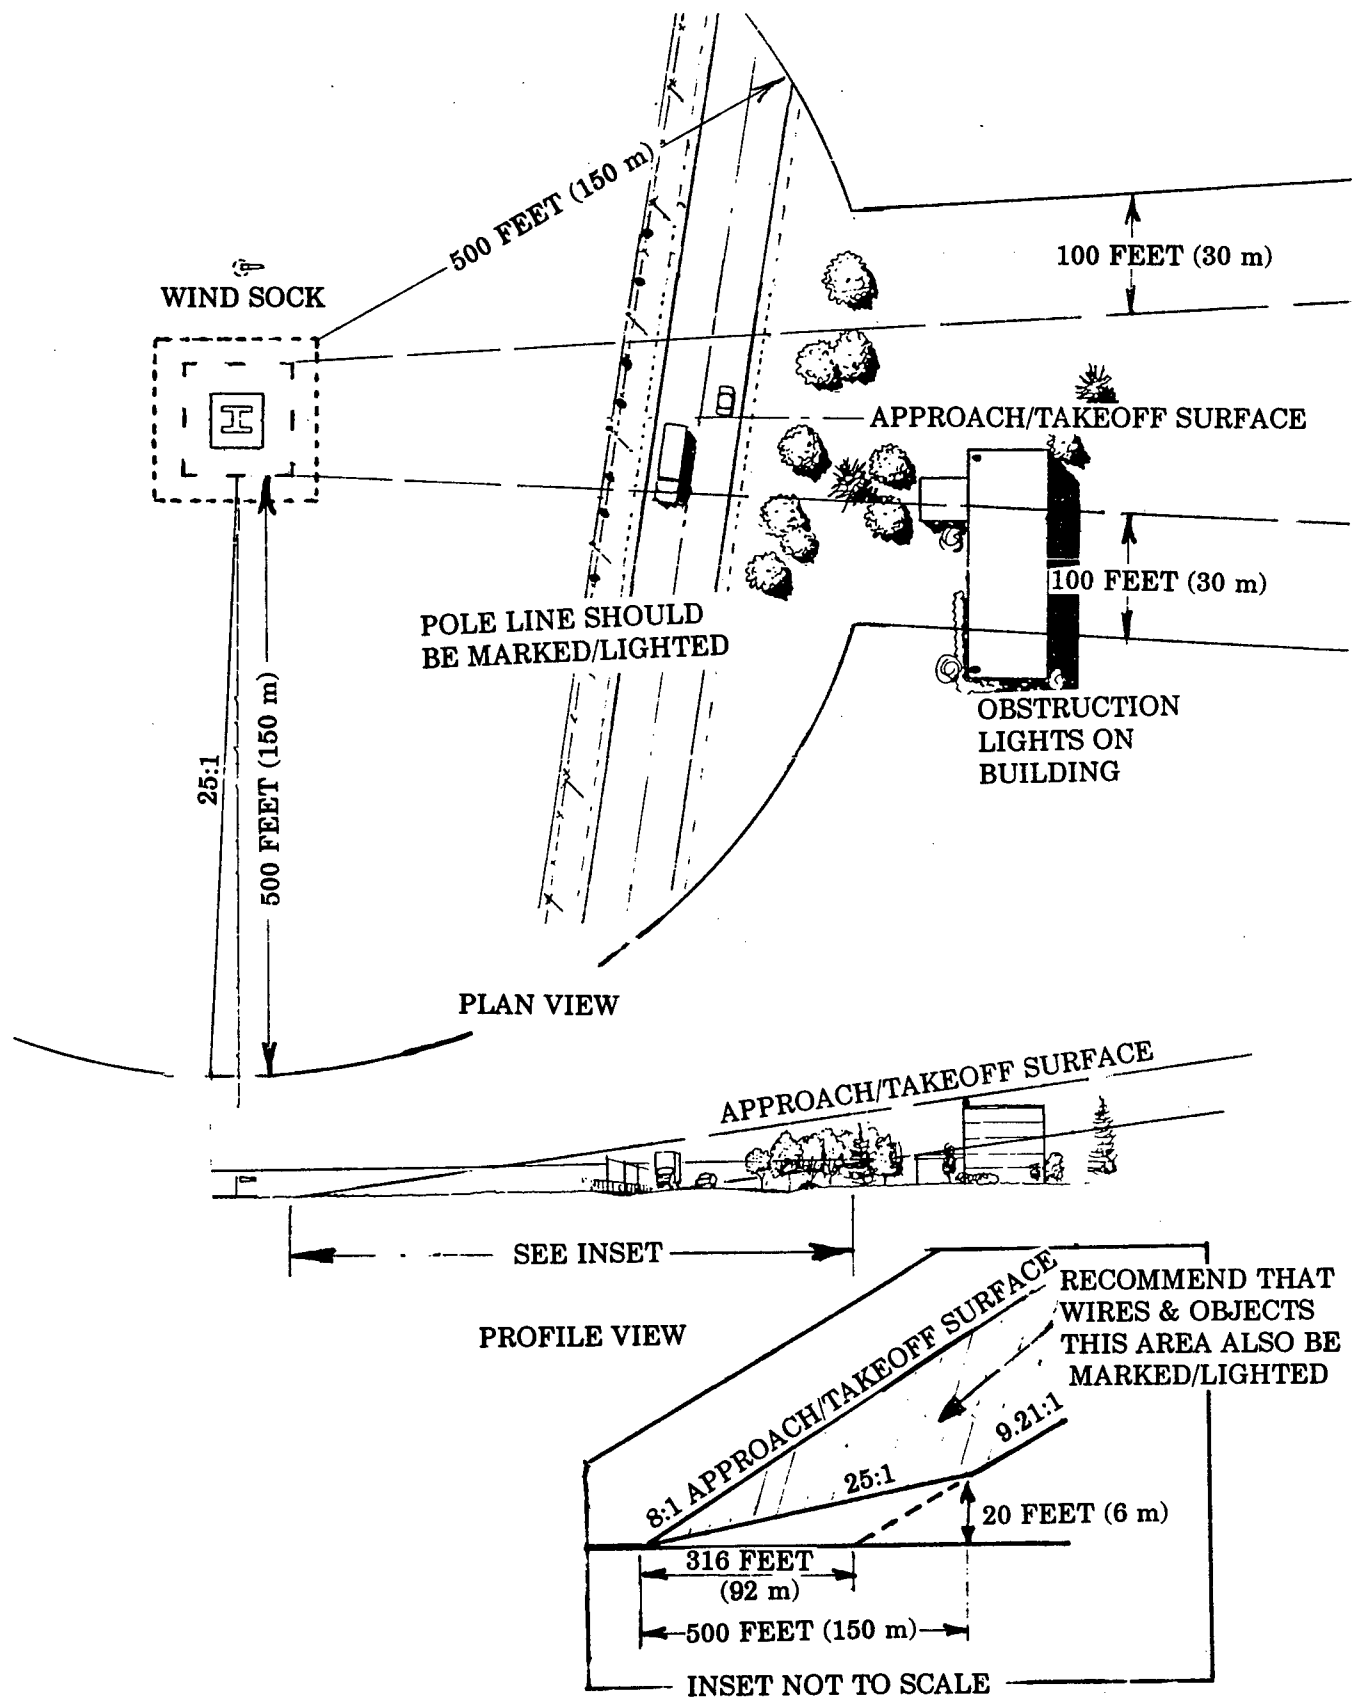 500 FEET (150 m)
100 FEET (30 m)
WIND SOCK
H
APPROACH/TAKEOFF SURFACE
100 FEET (30 m)
POLE LINE SHOULD
BE MARKED/LIGHTED
OBSTRUCTION
LIGHTS ON
BUILDING
25:1
500 FEET (150 m)
PLAN VIEW
APPROACH/TAKEOFF SURFACE
SEE INSET
PROFILE VIEW
RECOMMEND THAT
WIRES & OBJECTS
THIS AREA ALSO BE
MARKED/LIGHTED
8:1 APPROACH/TAKEOFF SURFACE
9.21:1
25:1
20 FEET (6 m)
316 FEET
(92 m)
500 FEET (150 m)
INSET NOT TO SCALE